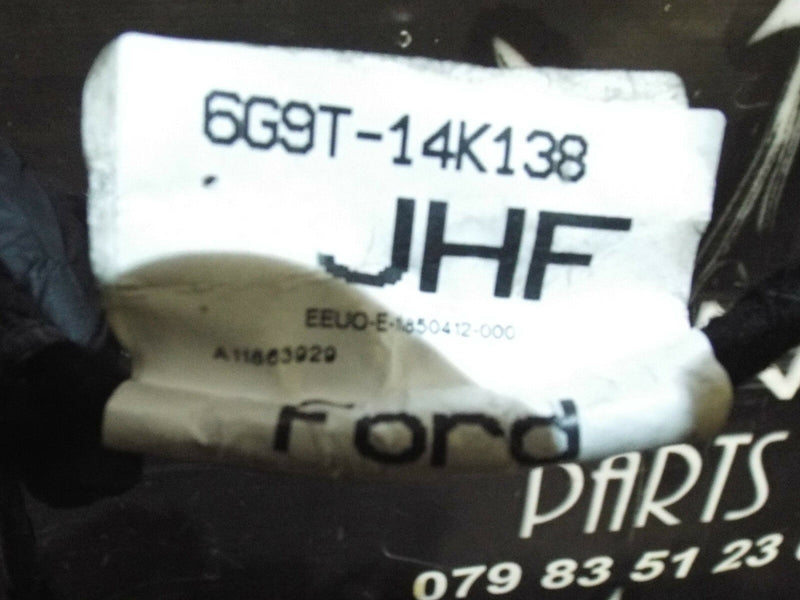 6G9T-14K138
JHF
EEUO-E-1850412-000
A11863929
Ford
PARTS
079 83 51 23